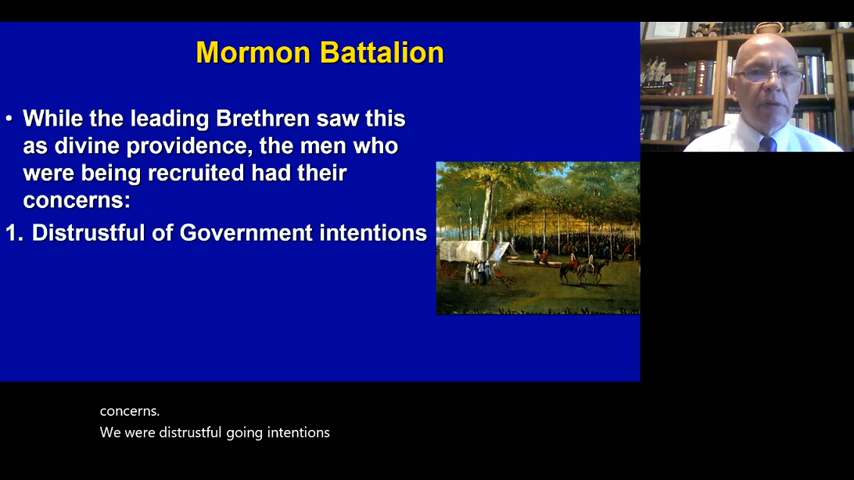 Mormon Battalion
• While the leading Brethren saw this
as divine providence, the men who
were being recruited had their
concerns:
1. Distrustful of Government intentions
concerns.
We were distrustful going intentions